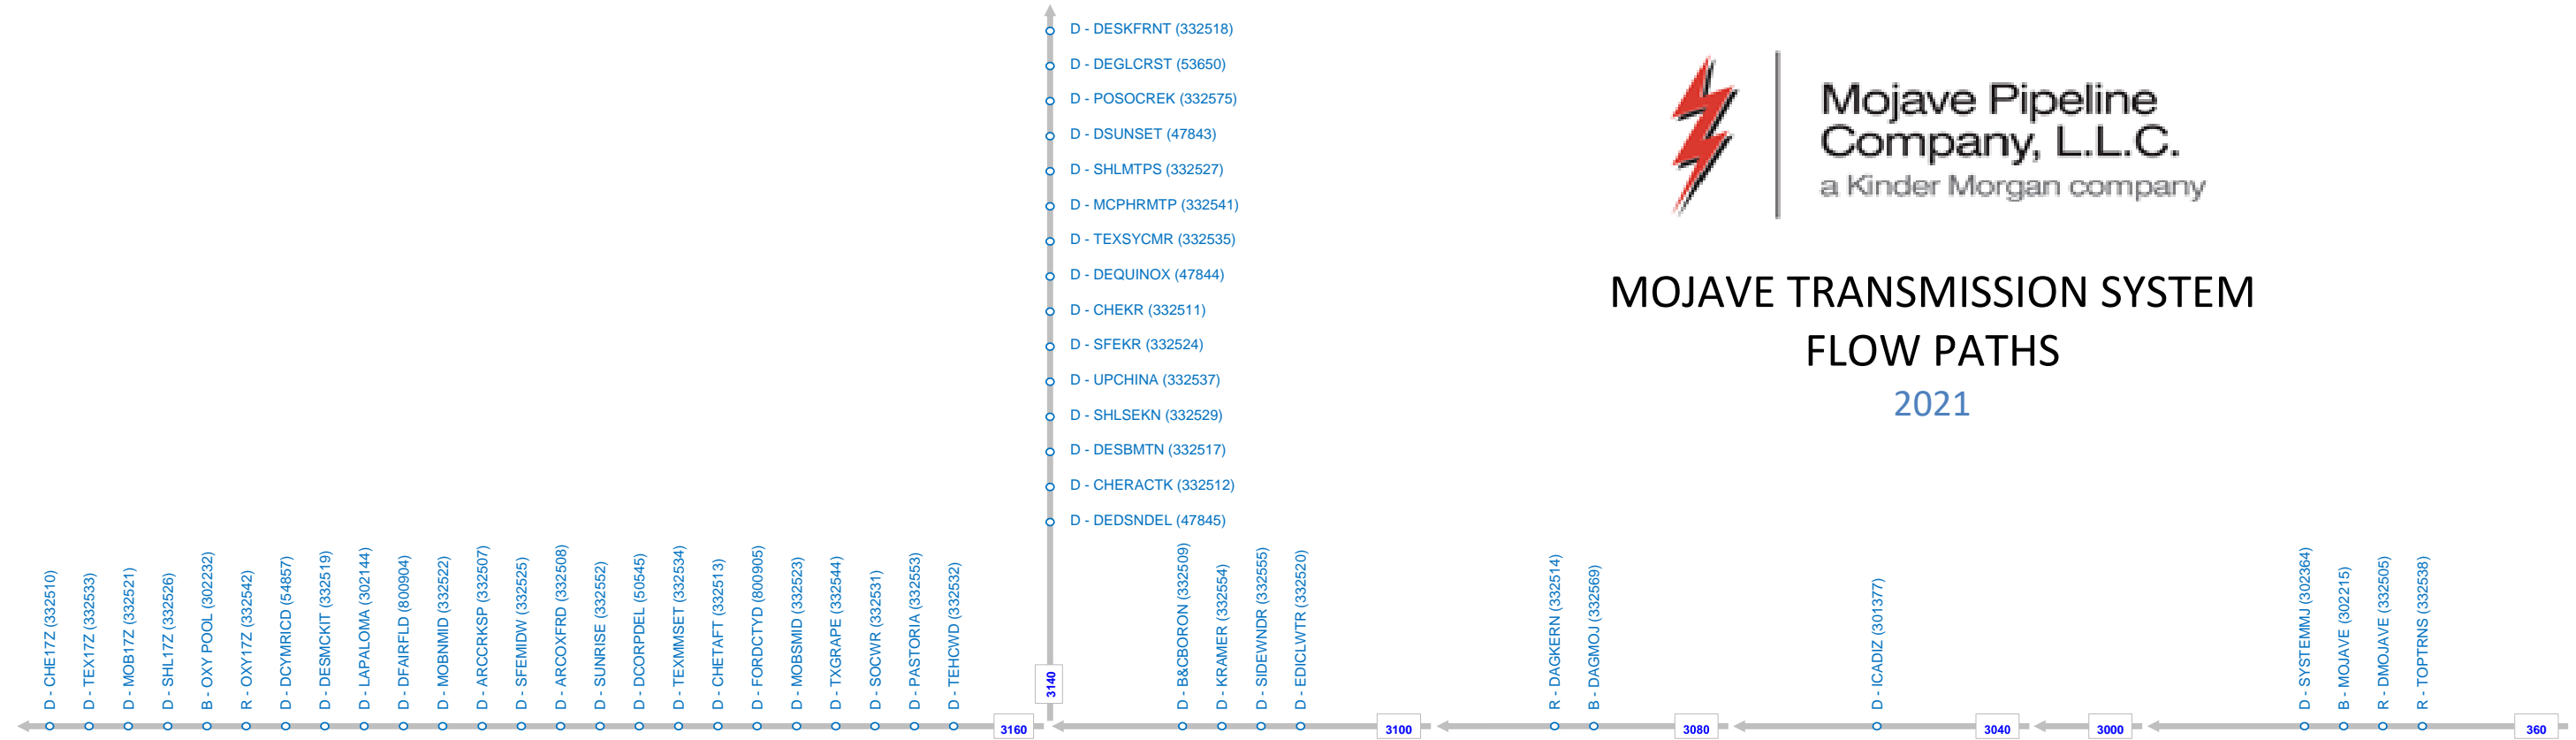 D - DESKFRNT (332518)
D - DEGLCRST (53650)
D - POSOCREK (332575)
D - DSUNSET (47843)
D - SHLMTPS (332527)
D - MCPHRMTP (332541)
D - TEXSYCMR (332535)
D - DEQUINOX (47844)
D - CHEKR (332511)
D - SFEKR (332524)
D - UPCHINA (332537)
D - SHLSEKN (332529)
D - DESBMTN (332517)
D - CHERACTK (332512)
D - DEDSNDEL (47845)
Mojave Pipeline
Company, L.L.C.
a Kinder Morgan company
MOJAVE TRANSMISSION SYSTEM
FLOW PATHS
2021
D - CHE17Z (332510)
D - TEX17Z (332533)
D - MOB17Z (332521)
D - SHL17Z (332526)
B - OXY POOL (302232)
R - OXY17Z (332542)
D - DCYMRICD (54857)
D - DESMCKIT (332519)
D - LAPALOMA (302144)
D - DFAIRFLD (800904)
D - MOBNMID (332522)
D - ARCCRKSP (332507)
D - SFEMIDW (332525)
D - ARCOXFRD (332508)
D - SUNRISE (332552)
D - DCORPDEL (50545)
D - TEXMMSET (332534)
D - CHETAFT (332513)
D - FORDCTYD (800905)
D - MOBSMID (332523)
D - TXGRAPE (332544)
D - SOCWR (332531)
D - PASTORIA (332553)
D - TEHCWD (332532)
3160
3140
D - B&CBORON (332509)
D - KRAMER (332554)
D - SIDEWNDR (332555)
D - EDICLWTR (332520)
3100
R - DAGKERN (332514)
B - DAGMOJ (332569)
3080
D - ICADIZ (301377)
3040
3000
D - SYSTEMMJ (302364)
B - MOJAVE (302215)
R - DMOJAVE (332505)
R - TOPTRNS (332538)
360